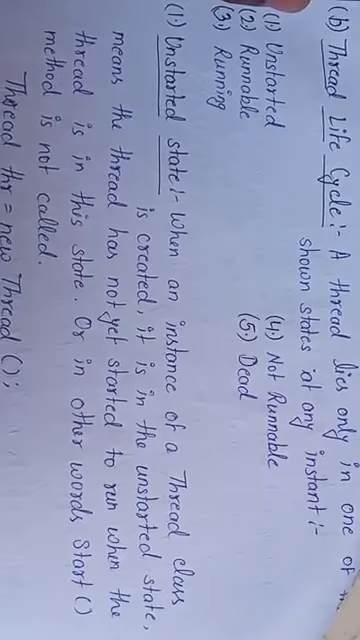 (b) Thread Life Cycle :- A thread lies only in one of
shown states at any instant :-
(1) Unstarted (4.) Not Runnable
(2) Runnable (5.) Dead
(3) Running
(1.) Unstarted state :- when an instance of a Thread class
is created, it is in the unstarted state,
means the thread has not yet started to run when the
thread is in this state. Or in other words Start ()
method is not called.
Thread thr = new Thread ();